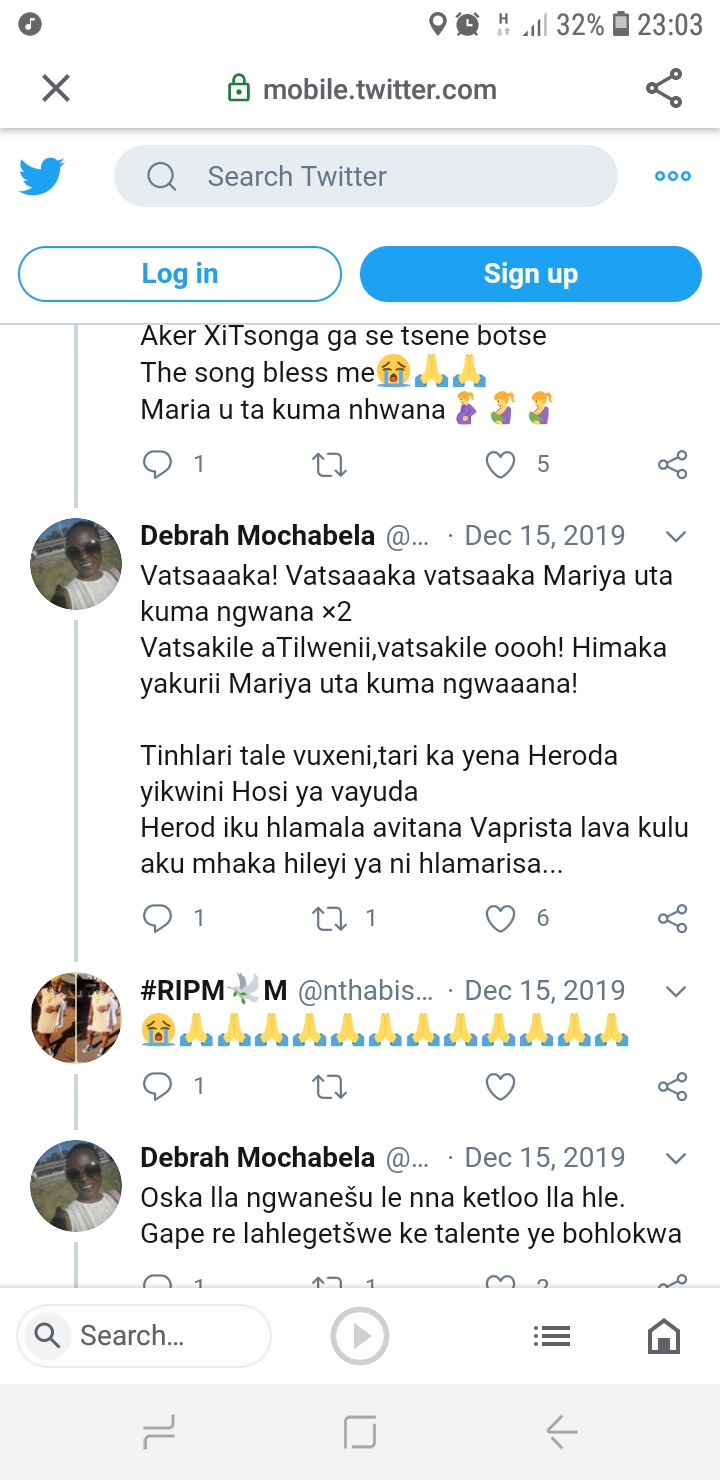 H
32%
23:03
mobile.twitter.com
Search Twitter
Log in
Sign up
Aker XiTsonga ga se tsene botse
The song bless me😭🙏🙏
Maria u ta kuma nhwana🤰🤱🤱
1
5
Debrah Mochabela @... · Dec 15, 2019
Vatsaaaka! Vatsaaaka vatsaaka Mariya uta
kuma ngwana ×2
Vatsakile aTilwenii,vatsakile oooh! Himaka
yakurii Mariya uta kuma ngwaaana!
Tinhlari tale vuxeni,tari ka yena Heroda
yikwini Hosi ya vayuda
Herod iku hlamala avitana Vaprista lava kulu
aku mhaka hileyi ya ni hlamarisa...
1
1
6
#RIPM🕊M @nthabis... · Dec 15, 2019
😭🙏🙏🙏🙏🙏🙏🙏🙏🙏🙏🙏🙏
1
Debrah Mochabela @... · Dec 15, 2019
Oska lla ngwanešu le nna ketloo lla hle.
Gape re lahlegetšwe ke talente ye bohlokwa
1
1
2
Search...